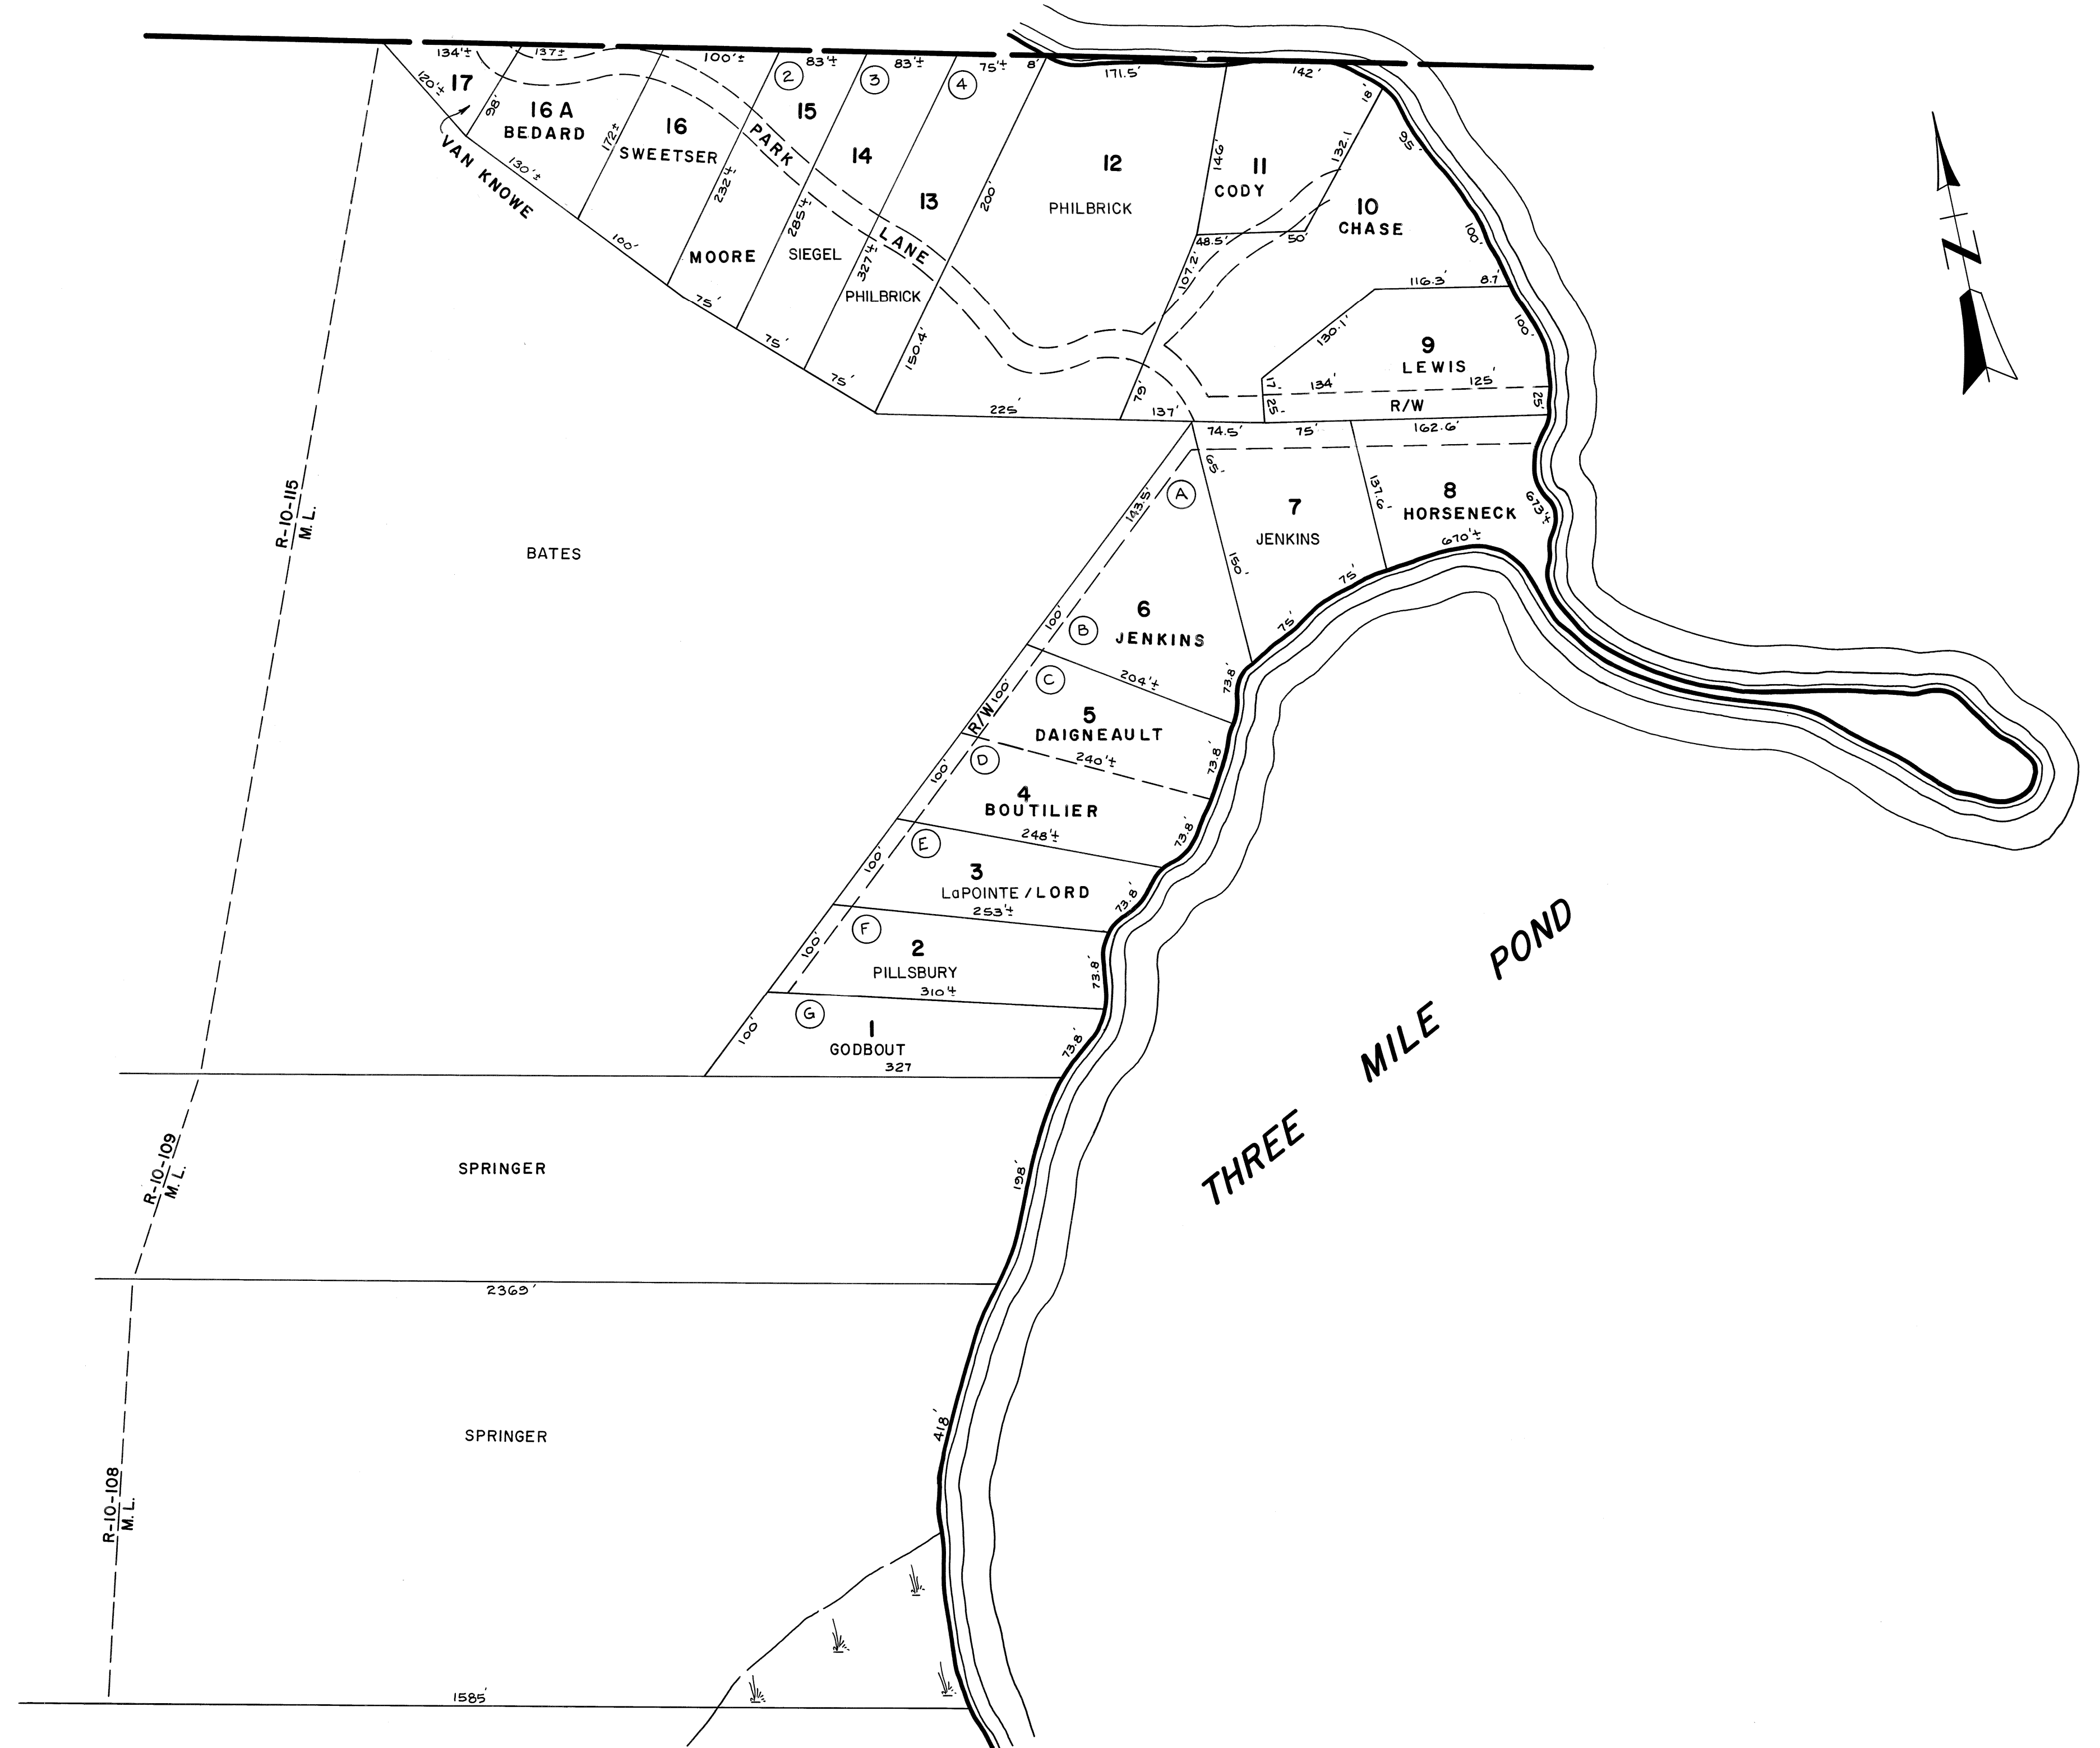 134'± 137± 100'± 83'± 83'± 75'± 8' 171.5' 142'
2 3 4
120'± 17 98' 18'
16 A
BEDARD
15
16
SWEETSER
172±
PARK
14
12
PHILBRICK
146'
11
CODY
132.1
95'
VAN KNOWE
130'±
232'±
13
200'
10
CHASE
100'
100'
MOORE
285'±
SIEGEL
327'±
LANE
48.5' 50'
107.2'
PHILBRICK
116.3' 8.7'
75'
75'
75'
150.4'
130.1'
100'
9
LEWIS
17' 134' 125'
79'
225' 137' 25' R/W 25'
74.5' 75' 162.6'
65'
143.5'
A
7
JENKINS
137.6'
8
HORSENECK
673'±
670'±
R-10-115
M. L.
BATES
150'
75'
75'
100'
B
6
JENKINS
C
204'±
73.8'
R/W 100'
5
DAIGNEAULT
D
240'±
73.8'
100'
4
BOUTILIER
248'±
73.8'
E
100'
3
LaPOINTE / LORD
253'±
73.8'
F
100'
2
PILLSBURY
310'±
73.8'
G
100'
1
GODBOUT
327
73.8'
THREE MILE POND
R-10-109
M. L.
SPRINGER
198'
2369'
SPRINGER
418'
R-10-108
M. L.
1585'
N